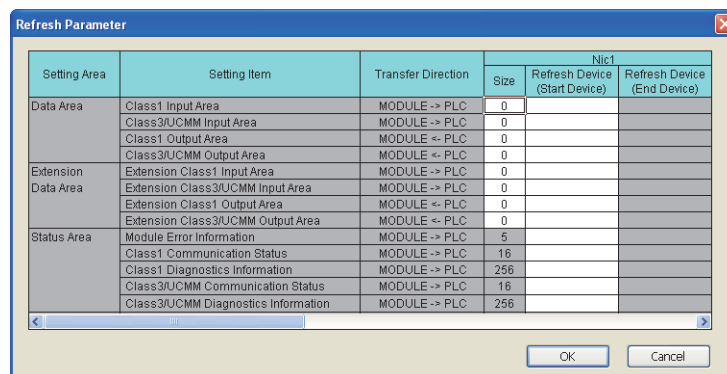 Refresh Parameter
Nic1
Setting Area Setting Item Transfer Direction Size Refresh Device (Start Device) Refresh Device (End Device)
Data Area Class1 Input Area MODULE -> PLC 0
Class3/UCMM Input Area MODULE -> PLC 0
Class1 Output Area MODULE <- PLC 0
Class3/UCMM Output Area MODULE <- PLC 0
Extension Extension Class1 Input Area MODULE -> PLC 0
Data Area Extension Class3/UCMM Input Area MODULE -> PLC 0
Extension Class1 Output Area MODULE <- PLC 0
Extension Class3/UCMM Output Area MODULE <- PLC 0
Status Area Module Error Information MODULE -> PLC 5
Class1 Communication Status MODULE -> PLC 16
Class1 Diagnostics Information MODULE -> PLC 256
Class3/UCMM Communication Status MODULE -> PLC 16
Class3/UCMM Diagnostics Information MODULE -> PLC 256
OK Cancel